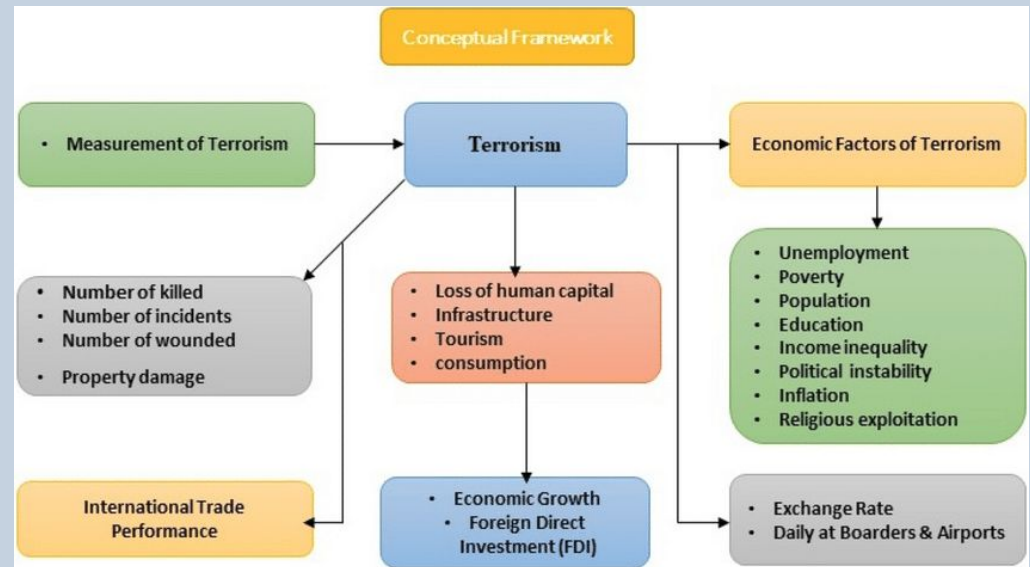 Conceptual Framework
• Measurement of Terrorism
Terrorism
Economic Factors of Terrorism
• Number of killed
• Number of incidents
• Number of wounded
• Property damage
• Loss of human capital
• Infrastructure
• Tourism
• consumption
• Unemployment
• Poverty
• Population
• Education
• Income inequality
• Political instability
• Inflation
• Religious exploitation
International Trade
Performance
• Economic Growth
• Foreign Direct
Investment (FDI)
• Exchange Rate
• Daily at Boarders & Airports